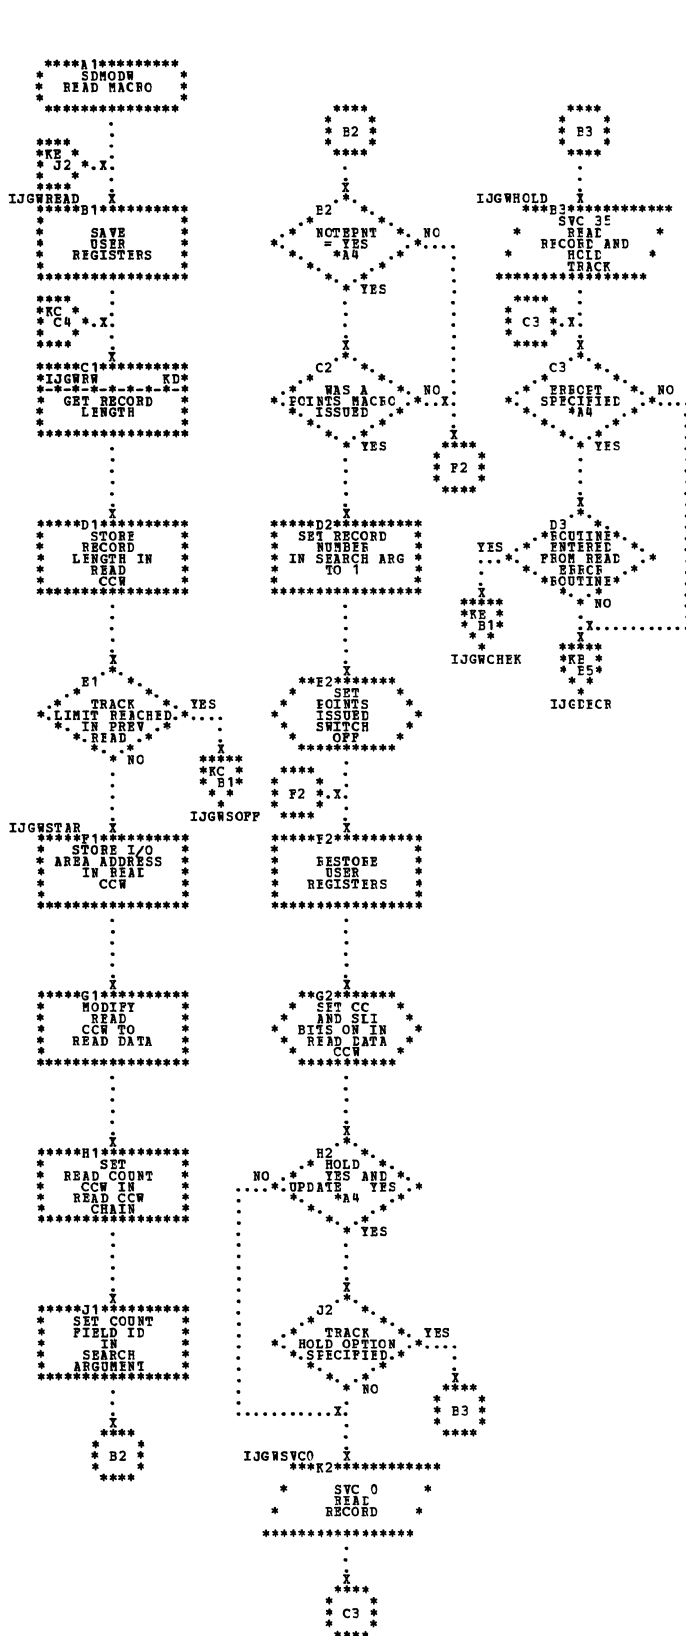 A1
SDMODW
READ MACRO
KE
J2
IJGWREAD
B1
SAVE
USER
REGISTERS
KC
C4
C1
IJGWRW KD
GET RECORD
LENGTH
D1
STORE
RECORD
LENGTH IN
READ
CCW
E1
TRACK
LIMIT REACHED
IN PREV
READ
YES
NO
KC
B1
IJGWSOFF
IJGWSTAR
F1
STORE I/O
AREA ADDRESS
IN READ
CCW
G1
MODIFY
READ
CCW TO
READ DATA
H1
SET
READ COUNT
CCW IN
READ CCW
CHAIN
J1
SET COUNT
FIELD ID
IN
SEARCH
ARGUMENT
B2
B2
B2
NOTEPNT
= YES
*A4
NO
YES
C2
WAS A
POINTS MACRO
ISSUED
NO
YES
F2
D2
SET RECORD
NUMBER
IN SEARCH ARG
TO 1
E2
SET
POINTS
ISSUED
SWITCH
OFF
F2
F2
RESTORE
USER
REGISTERS
G2
SET CC
AND SLI
BITS ON IN
READ DATA
CCW
H2
HOLD
YES AND
UPDATE YES
*A4
NO
YES
J2
TRACK
HOLD OPTION
SPECIFIED
YES
NO
B3
IJGWSVC0
K2
SVC 0
READ
RECORD
C3
B3
IJGWHOLD
B3
SVC 35
READ
RECORD AND
HOLD
TRACK
C3
C3
ERROPT
SPECIFIED
*A4
NO
YES
D3
ROUTINE
ENTERED
FROM READ
ERROR
ROUTINE
YES
NO
KE
B1
IJGWCHEK
KE
E5
IJGDECR